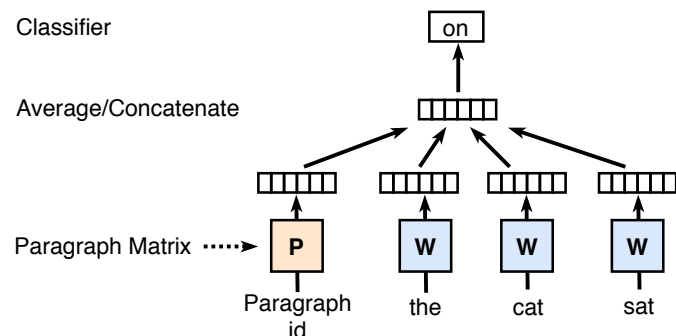 Classifier
on
Average/Concatenate
Paragraph Matrix
P
W
W
W
Paragraph
id
the
cat
sat